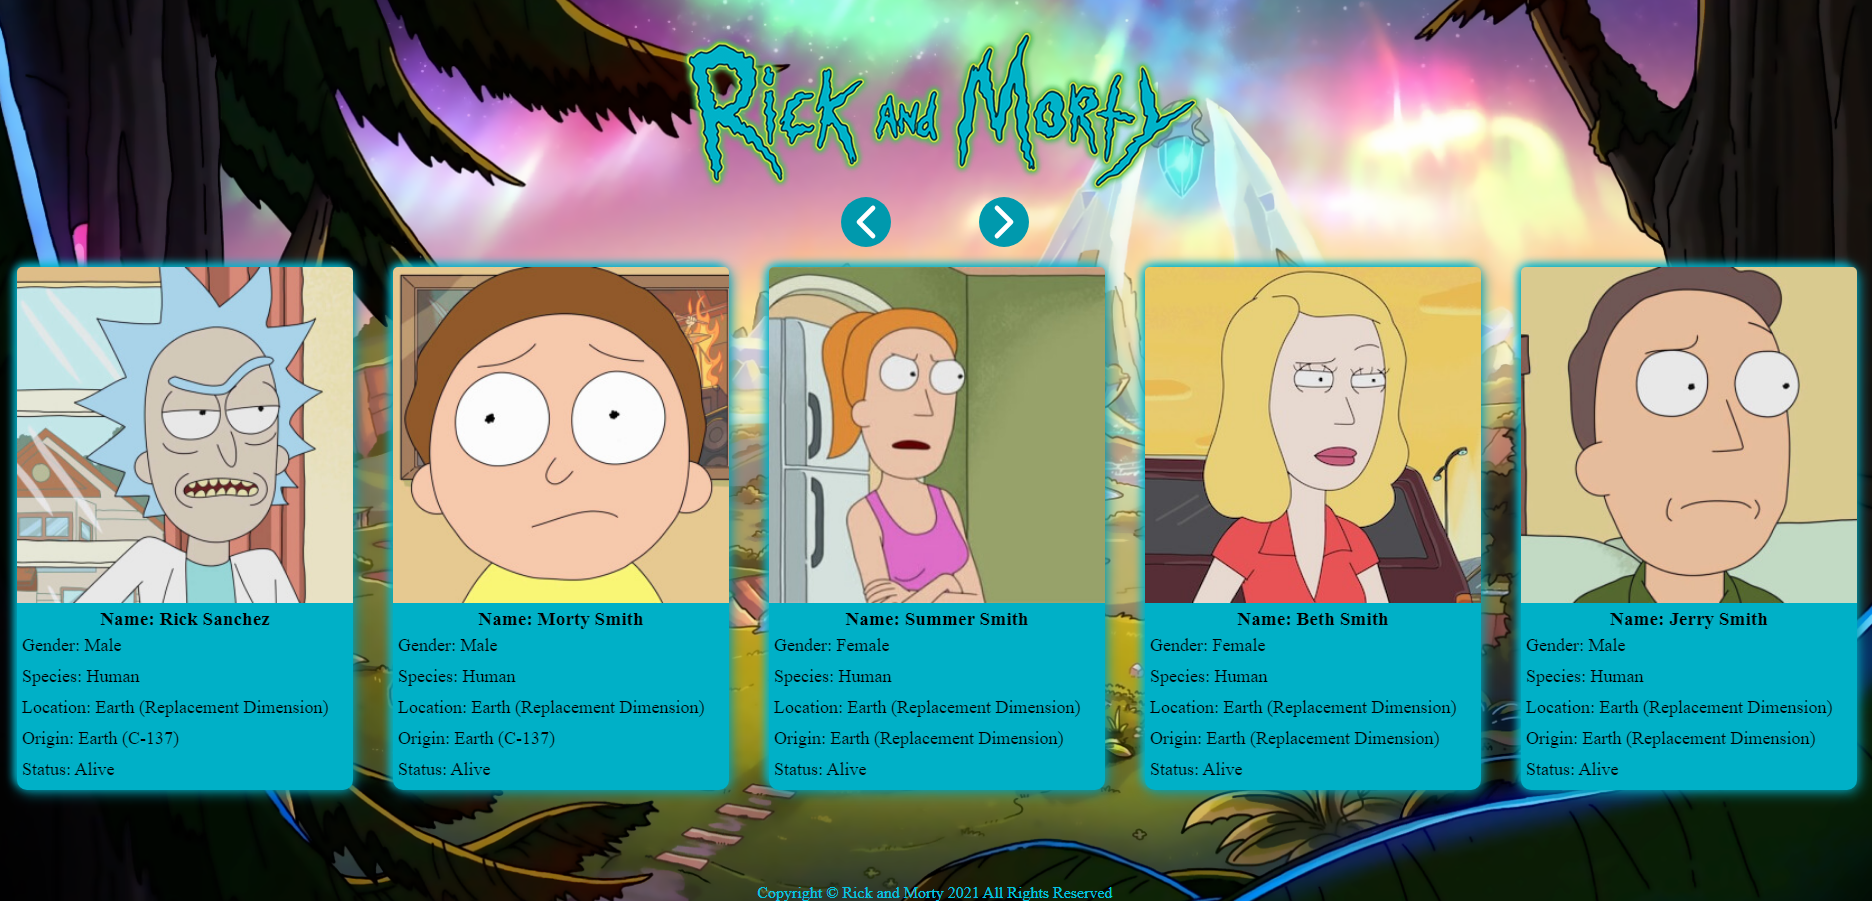 Rick and Morty
Name: Rick Sanchez
Gender: Male
Species: Human
Location: Earth (Replacement Dimension)
Origin: Earth (C-137)
Status: Alive
Name: Morty Smith
Gender: Male
Species: Human
Location: Earth (Replacement Dimension)
Origin: Earth (C-137)
Status: Alive
Name: Summer Smith
Gender: Female
Species: Human
Location: Earth (Replacement Dimension)
Origin: Earth (Replacement Dimension)
Status: Alive
Name: Beth Smith
Gender: Female
Species: Human
Location: Earth (Replacement Dimension)
Origin: Earth (Replacement Dimension)
Status: Alive
Name: Jerry Smith
Gender: Male
Species: Human
Location: Earth (Replacement Dimension)
Origin: Earth (Replacement Dimension)
Status: Alive
Copyright © Rick and Morty 2021 All Rights Reserved